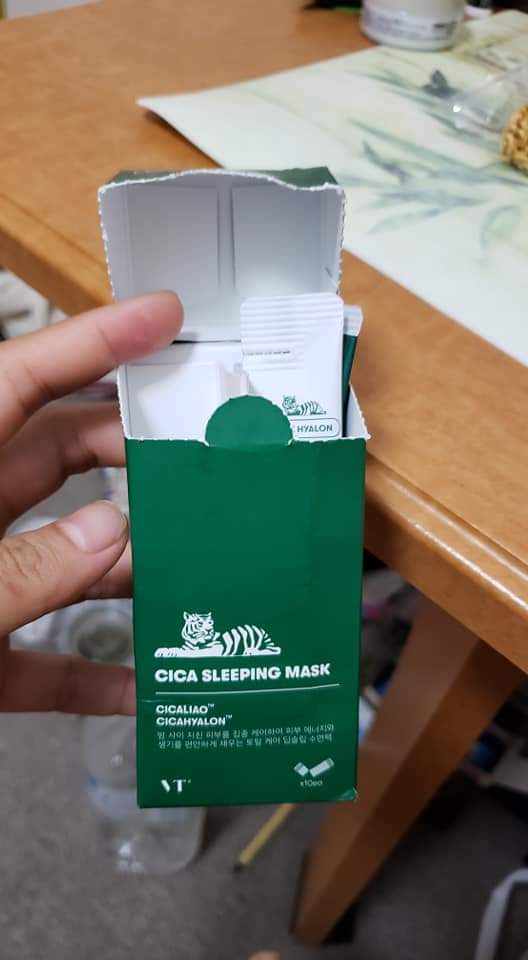 HYALON
CICA SLEEPING MASK
CICALIAO™
CICAHYALON™
밤 사이 지친 피부를 집중 케어하여 피부 에너지와
생기를 편안하게 채우는 토탈 케어 딥슬립 수면팩
VT
x10ea